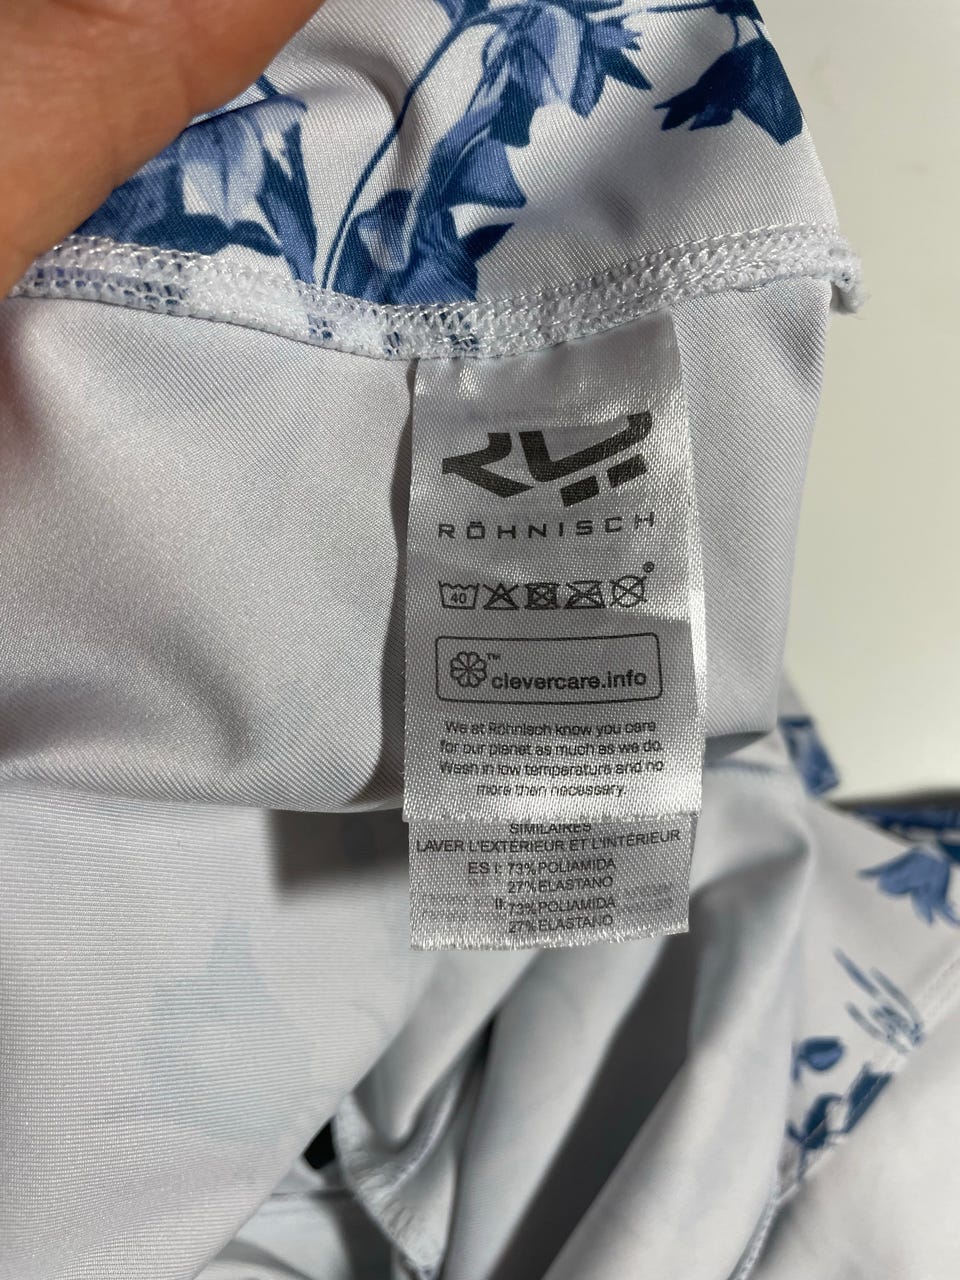 RÖHNISCH
40
®
™
clevercare.info
We at Röhnisch know you care
for our planet as much as we do.
Wash in low temperature and no
more than necessary.
SIMILAIRES
LAVER L'EXTÉRIEUR ET L'INTÉRIEUR
ES I: 73% POLIAMIDA
27% ELASTANO
II: 73% POLIAMIDA
27% ELASTANO